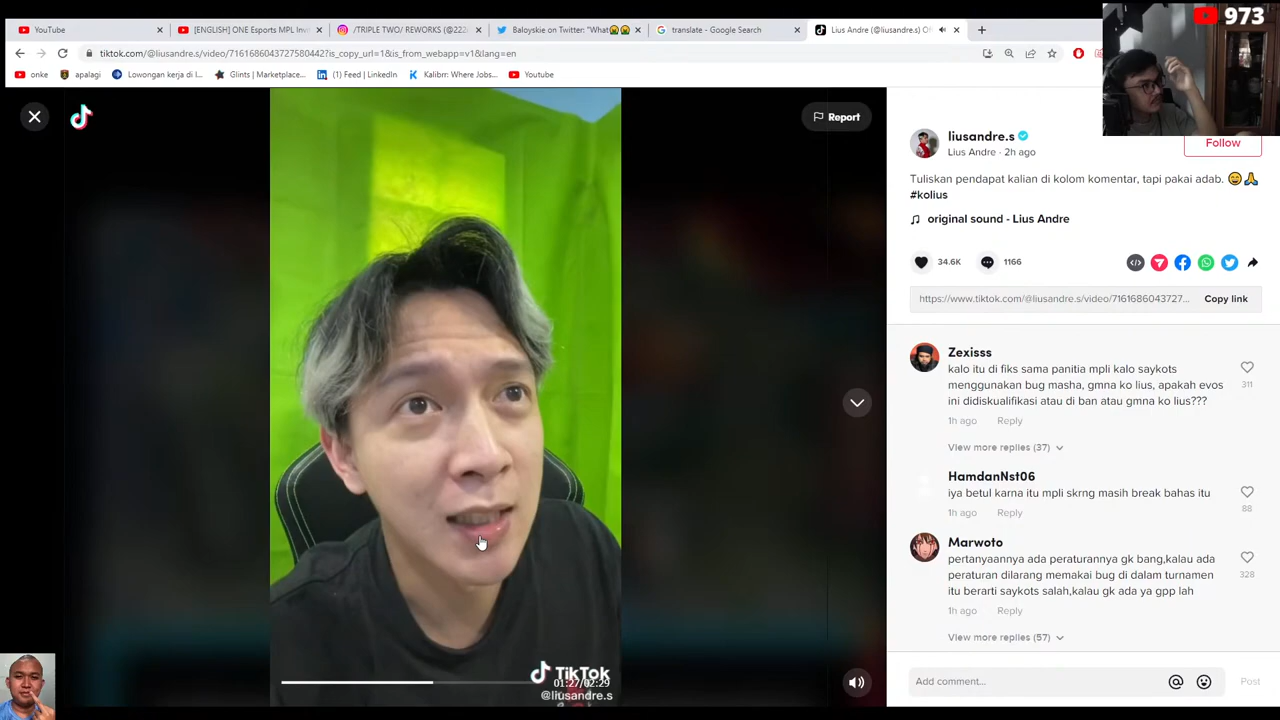 YouTube
[ENGLISH] ONE Esports MPL Invi
/TRIPLE TWO/ REWORKS (@222
Baloyskie on Twitter: "What
translate - Google Search
Lius Andre (@liusandre.s) O
973
tiktok.com/@liusandre.s/video/7161686043727580442?is_copy_url=1&is_from_webapp=v1&lang=en
onke
apalagi
Lowongan kerja di I...
Glints | Marketplace...
(1) Feed | LinkedIn
Kalibrr: Where Jobs...
Youtube
Report
liusandre.s
Lius Andre · 2h ago
Follow
Tuliskan pendapat kalian di kolom komentar, tapi pakai adab. 😄🙏
#kolius
original sound - Lius Andre
34.6K
1166
https://www.tiktok.com/@liusandre.s/video/7161686043727...
Copy link
Zexisss
kalo itu di fiks sama panitia mpli kalo saykots
menggunakan bug masha, gmna ko lius, apakah evos
ini didiskualifikasi atau di ban atau gmna ko lius???
311
1h ago
Reply
View more replies (37)
HamdanNst06
iya betul karna itu mpli skrng masih break bahas itu
88
1h ago
Reply
Marwoto
pertanyaannya ada peraturannya gk bang,kalau ada
peraturan dilarang memakai bug di dalam turnamen
itu berarti saykots salah,kalau gk ada ya gpp lah
328
1h ago
Reply
View more replies (57)
TikTok
01:27/02:29
@liusandre.s
Add comment...
Post